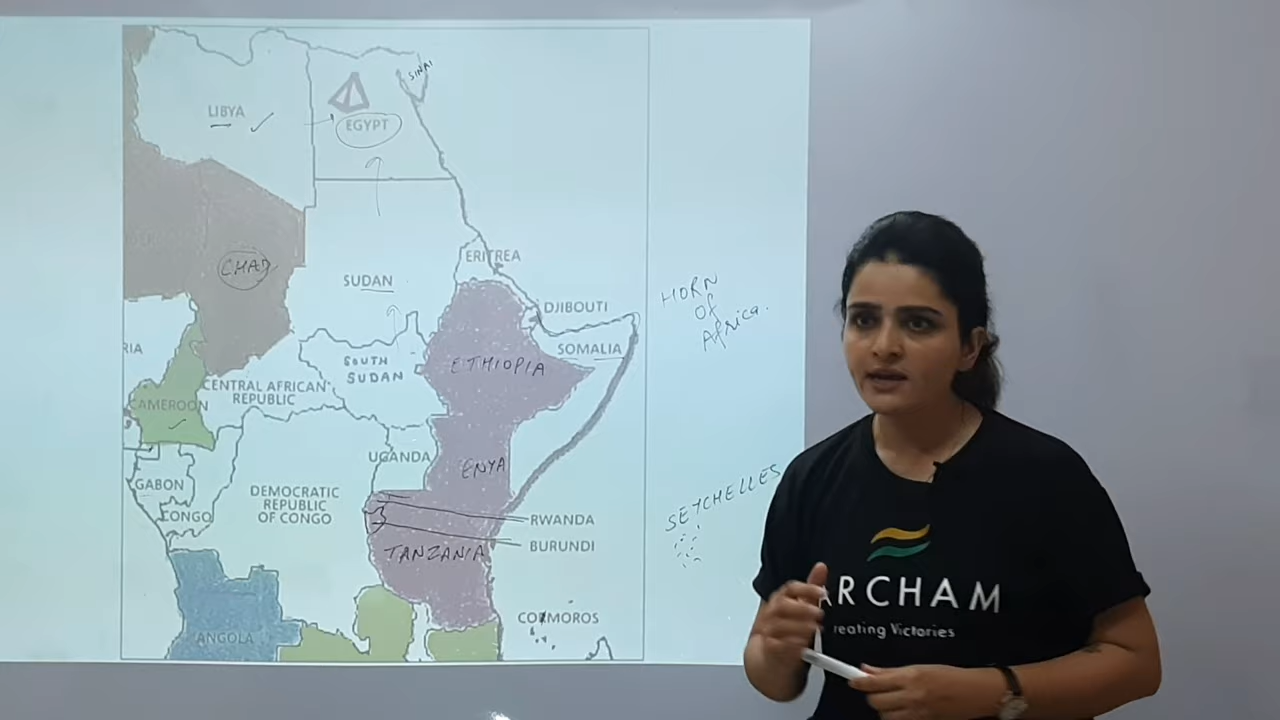 SINAI
LIBYA
EGYPT
CHAD
SUDAN
ERITREA
DJIBOUTI
HORN
Of
Africa.
SOMALIA
SOUTH
SUDAN
ETHIOPIA
RIA
CENTRAL AFRICAN
REPUBLIC
CAMEROON
UGANDA
ENYA
GABON
DEMOCRATIC
REPUBLIC
OF CONGO
CONGO
SEYCHELLES
RWANDA
BURUNDI
TANZANIA
COMOROS
ANGOLA
ARCHAM
reating Victories